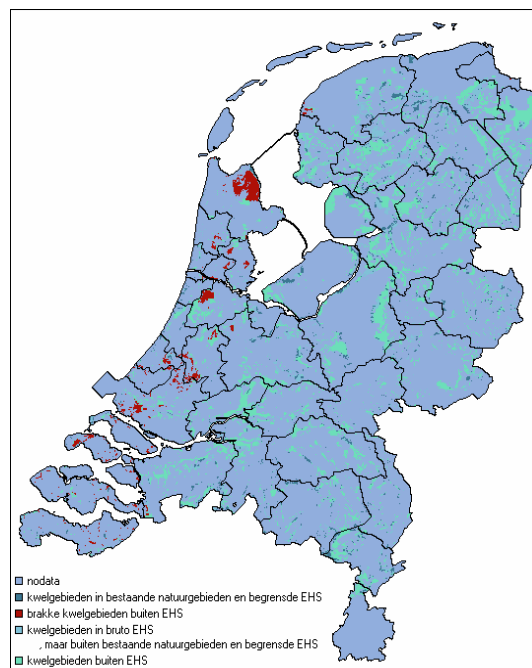 nodata
kwelgebieden in bestaande natuurgebieden en begrensde EHS
brakke kwelgebieden buiten EHS
kwelgebieden in bruto EHS
, maar buiten bestaande natuurgebieden en begrensde EHS
kwelgebieden buiten EHS